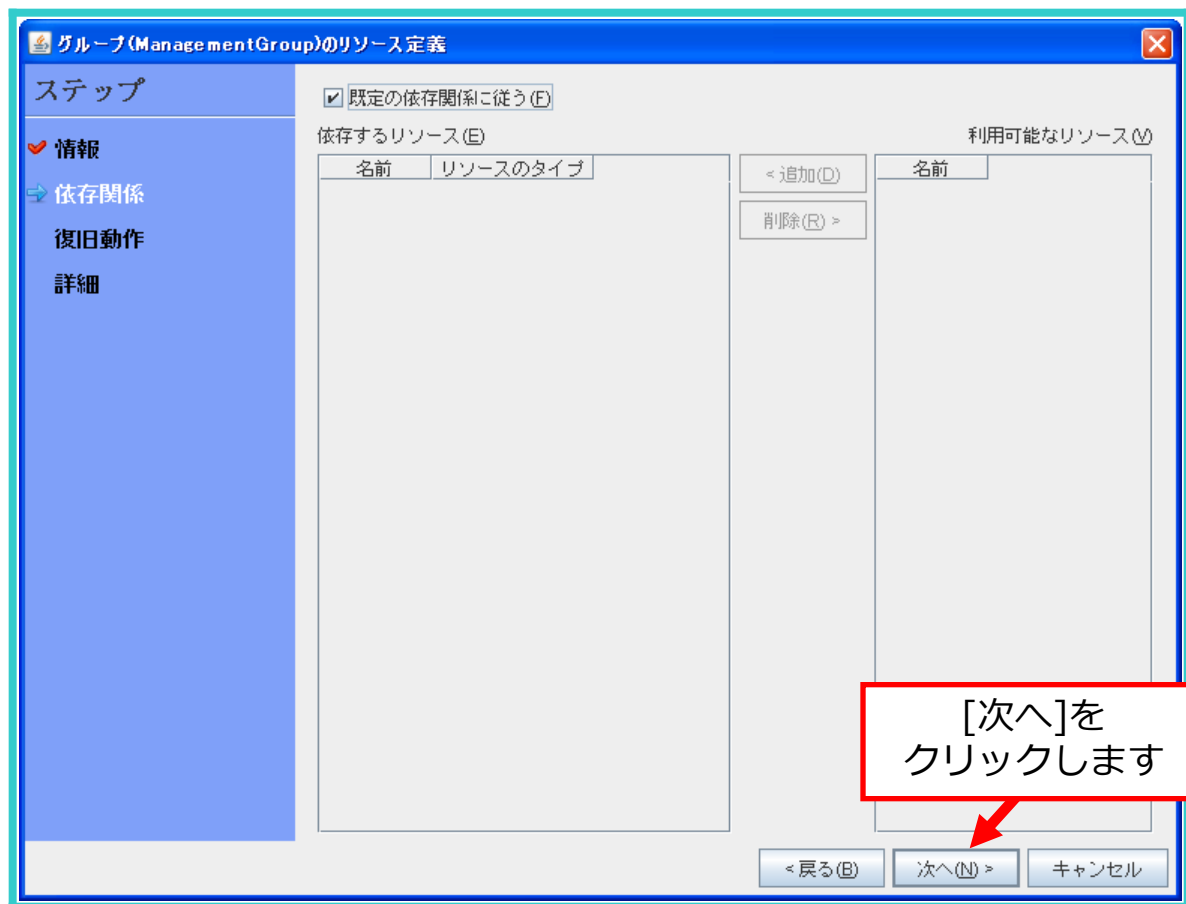 グループ(ManagementGroup)のリソース定義
ステップ
情報
依存関係
復旧動作
詳細
既定の依存関係に従う(F)
依存するリソース(E)
利用可能なリソース(V)
名前 リソースのタイプ
< 追加(D)
削除(R) >
名前
[次へ]を
クリックします
< 戻る(B) 次へ(N) > キャンセル